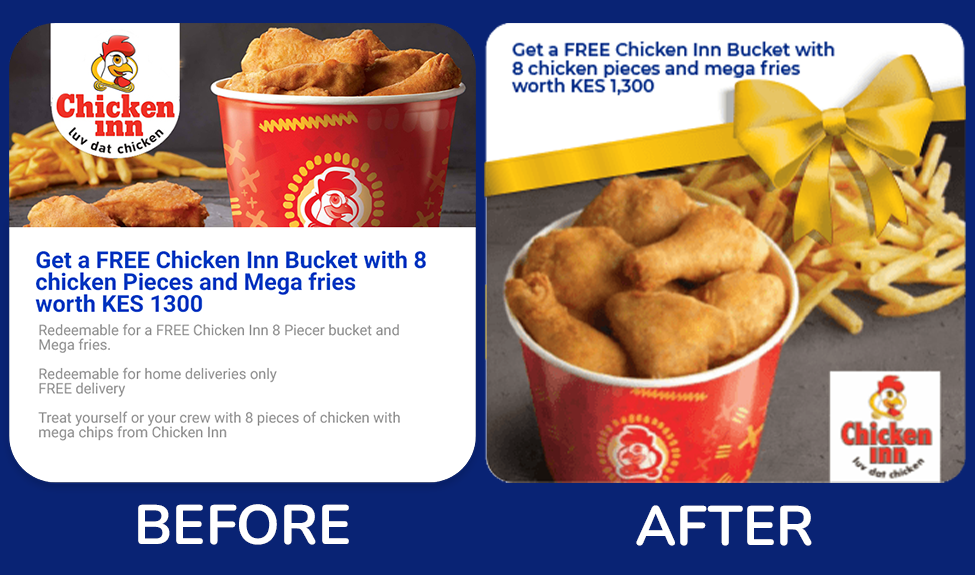 Chicken
inn
luv dat chicken
Get a FREE Chicken Inn Bucket with 8
chicken Pieces and Mega fries
worth KES 1300
Redeemable for a FREE Chicken Inn 8 Piecer bucket and
Mega fries.
Redeemable for home deliveries only
FREE delivery
Treat yourself or your crew with 8 pieces of chicken with
mega chips from Chicken Inn
BEFORE
Get a FREE Chicken Inn Bucket with
8 chicken pieces and mega fries
worth KES 1,300
Chicken
inn
luv dat chicken
AFTER